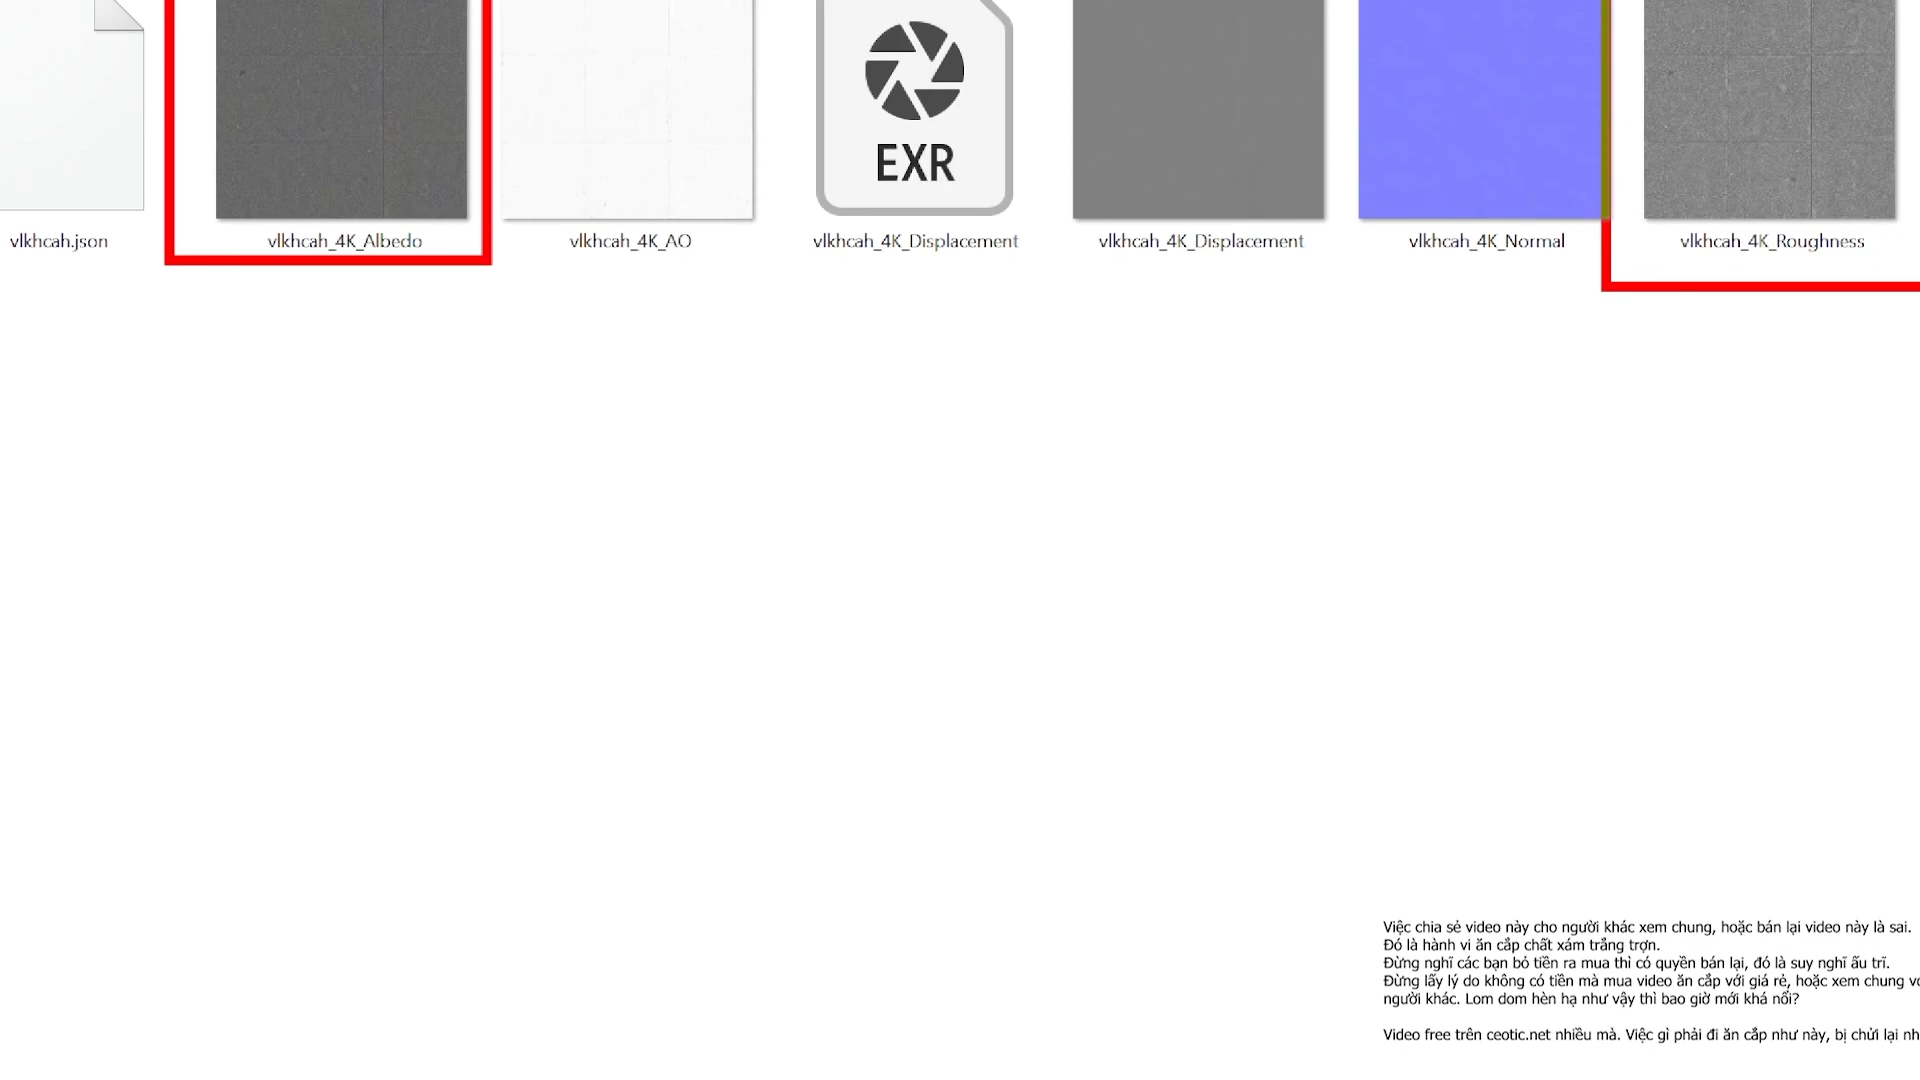 EXR
vlkhcah.json
vlkhcah_4K_Albedo
vlkhcah_4K_AO
vlkhcah_4K_Displacement
vlkhcah_4K_Displacement
vlkhcah_4K_Normal
vlkhcah_4K_Roughness
Việc chia sẻ video này cho người khác xem chung, hoặc bán lại video này là sai.
Đó là hành vi ăn cắp chất xám trắng trợn.
Đừng nghĩ các bạn bỏ tiền ra mua thì có quyền bán lại, đó là suy nghĩ ấu trĩ.
Đừng lấy lý do không có tiền mà mua video ăn cắp với giá rẻ, hoặc xem chung
người khác. Lom dom hèn hạ như vậy thì bao giờ mới khá nổi?
Video free trên ceotic.net nhiều mà. Việc gì phải đi ăn cắp như này, bị chửi lại